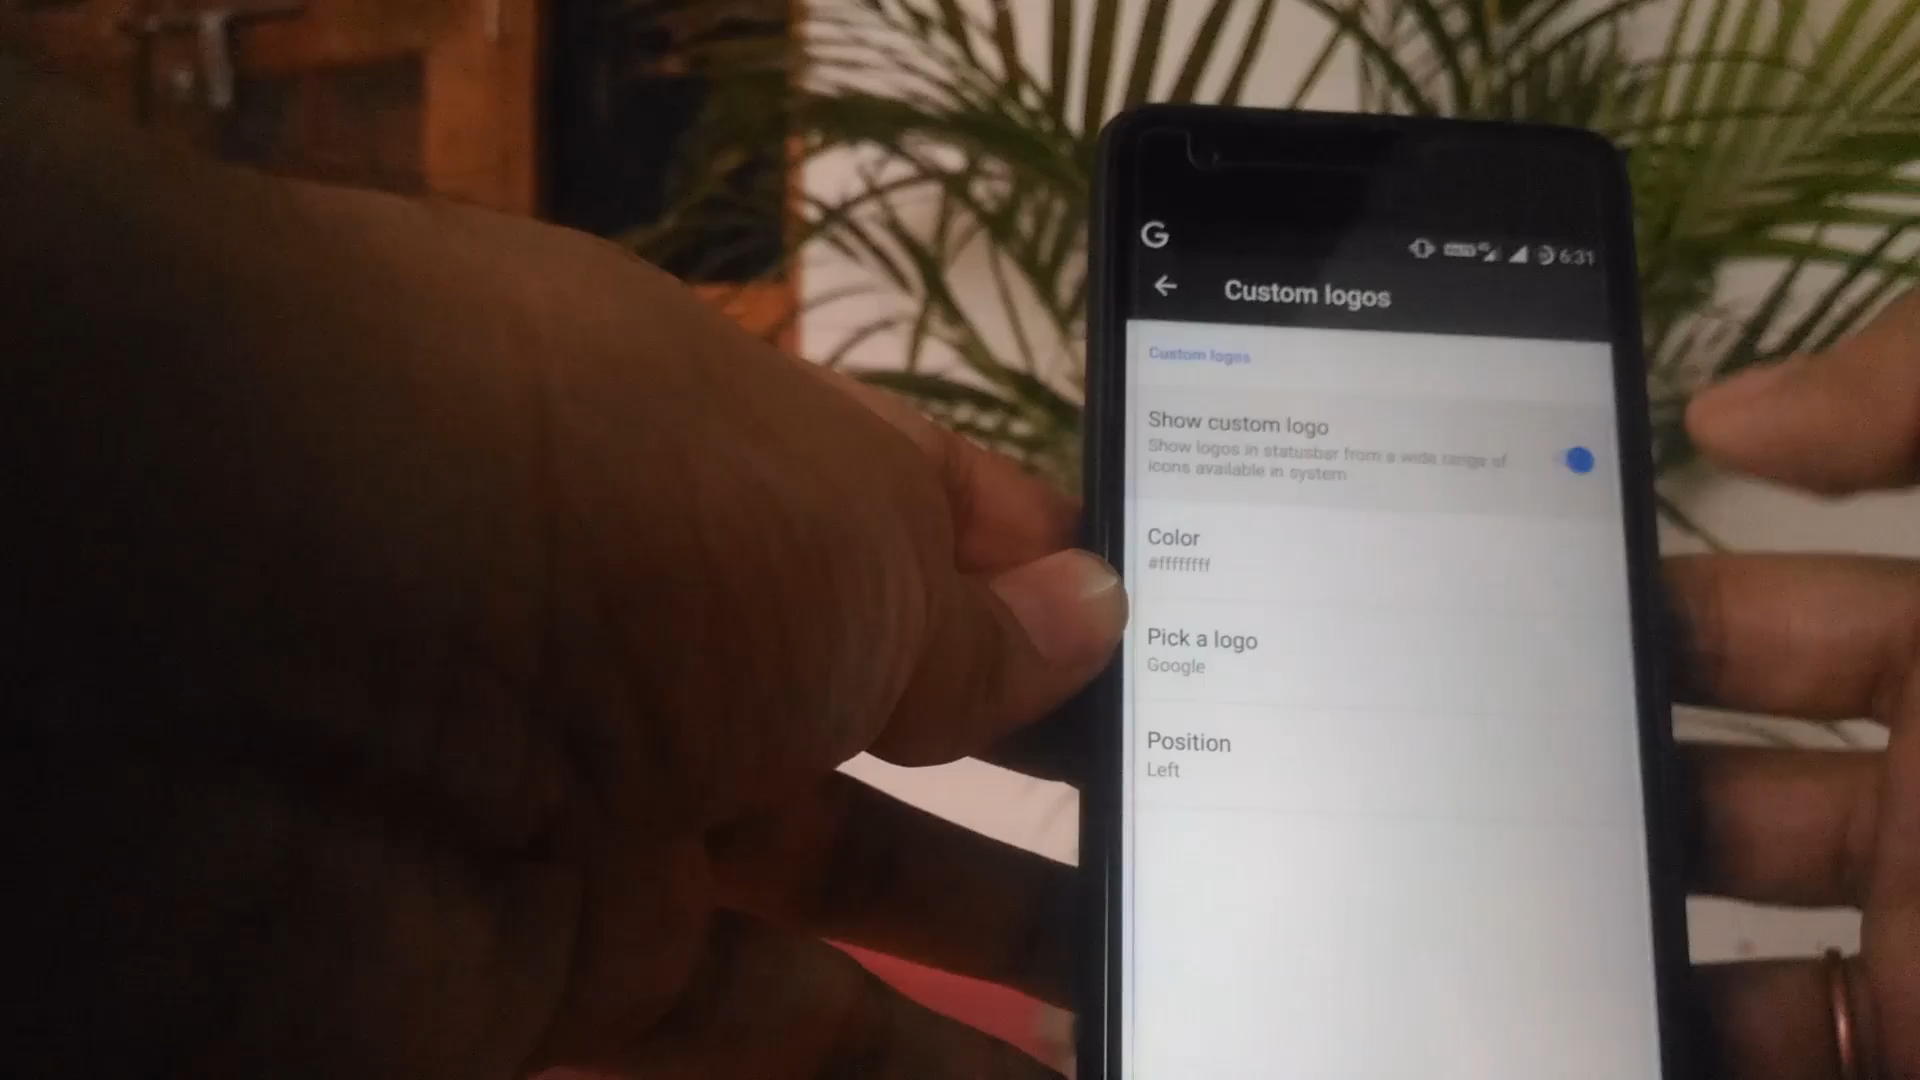 G
6:31
Custom logos
Custom logos
Show custom logo
Show logos in statusbar from a wide range of
icons available in system
Color
#ffffffff
Pick a logo
Google
Position
Left